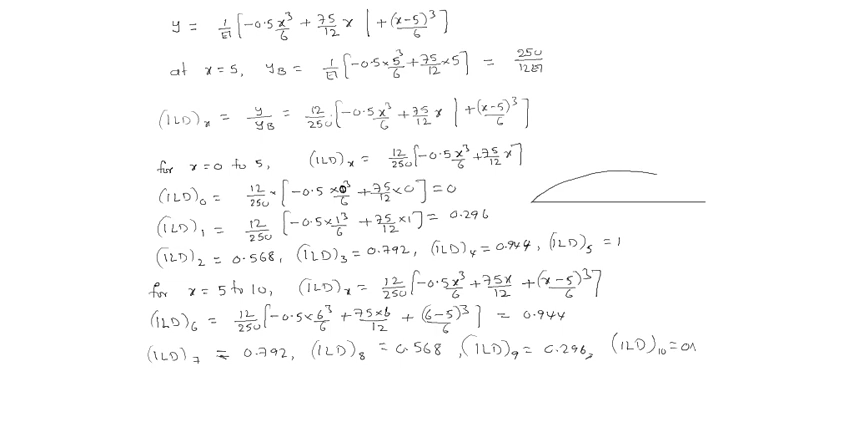 y = 1/EI [-0.5x³/6 + 75/12 x | + (x-5)³/6]
at x=5, y_B = 1/EI [-0.5×5³/6 + 75/12 ×5] = 250/12EI
(ILD)ₓ = y/y_B = 12/250 [-0.5x³/6 + 75/12 x | + (x-5)³/6]
for x=0 to 5, (ILD)ₓ = 12/250 [-0.5x³/6 + 75/12 x]
(ILD)₀ = 12/250 × [-0.5×0³/6 + 75/12 ×0] = 0
(ILD)₁ = 12/250 [-0.5×1³/6 + 75/12 ×1] = 0.296
(ILD)₂ = 0.568, (ILD)₃ = 0.792, (ILD)₄ = 0.944, (ILD)₅ = 1
for x = 5 to 10, (ILD)ₓ = 12/250 [-0.5x³/6 + 75x/12 + (x-5)³/6]
(ILD)₆ = 12/250 [-0.5×6³/6 + 75×6/12 + (6-5)³/6] = 0.944
(ILD)₇ = 0.792, (ILD)₈ = 0.568, (ILD)₉ = 0.296, (ILD)₁₀ = 0